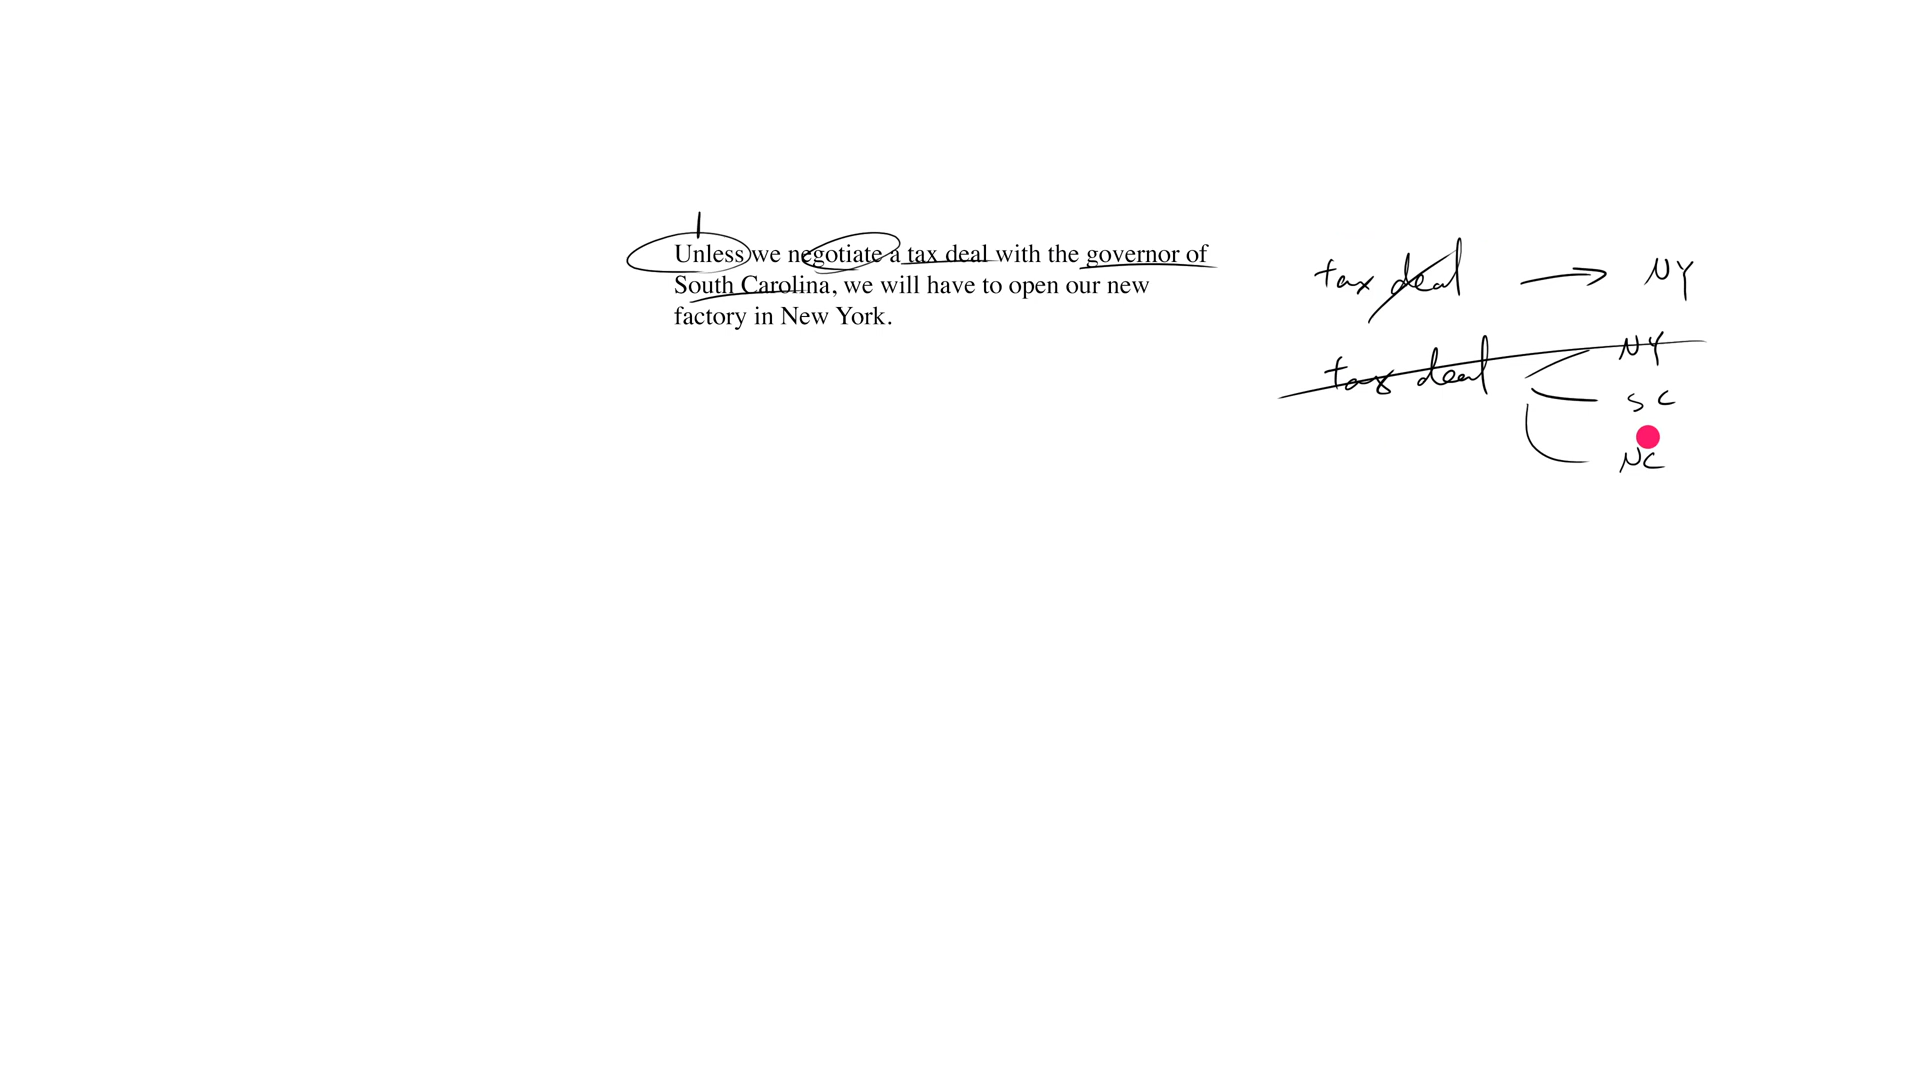 Unless we negotiate a tax deal with the governor of
South Carolina, we will have to open our new
factory in New York.
tax deal → NY
tax deal NY
SC
NC